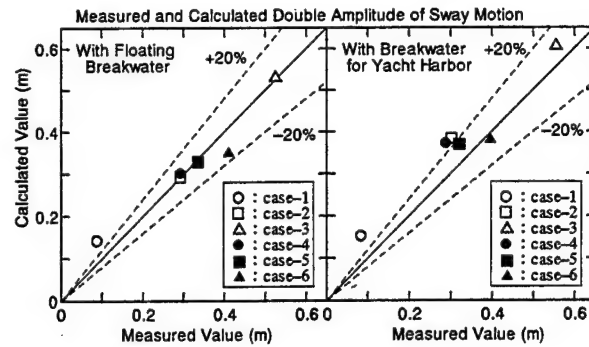 Measured and Calculated Double Amplitude of Sway Motion
Calculated Value (m)
0.6
0.4
0.2
0
With Floating
Breakwater
+20%
−20%
○ : case−1
□ : case−2
△ : case−3
● : case−4
■ : case−5
▲ : case−6
0 0.2 0.4 0.6
Measured Value (m)
With Breakwater
for Yacht Harbor
+20%
−20%
○ : case−1
□ : case−2
△ : case−3
● : case−4
■ : case−5
▲ : case−6
0 0.2 0.4 0.6
Measured Value (m)